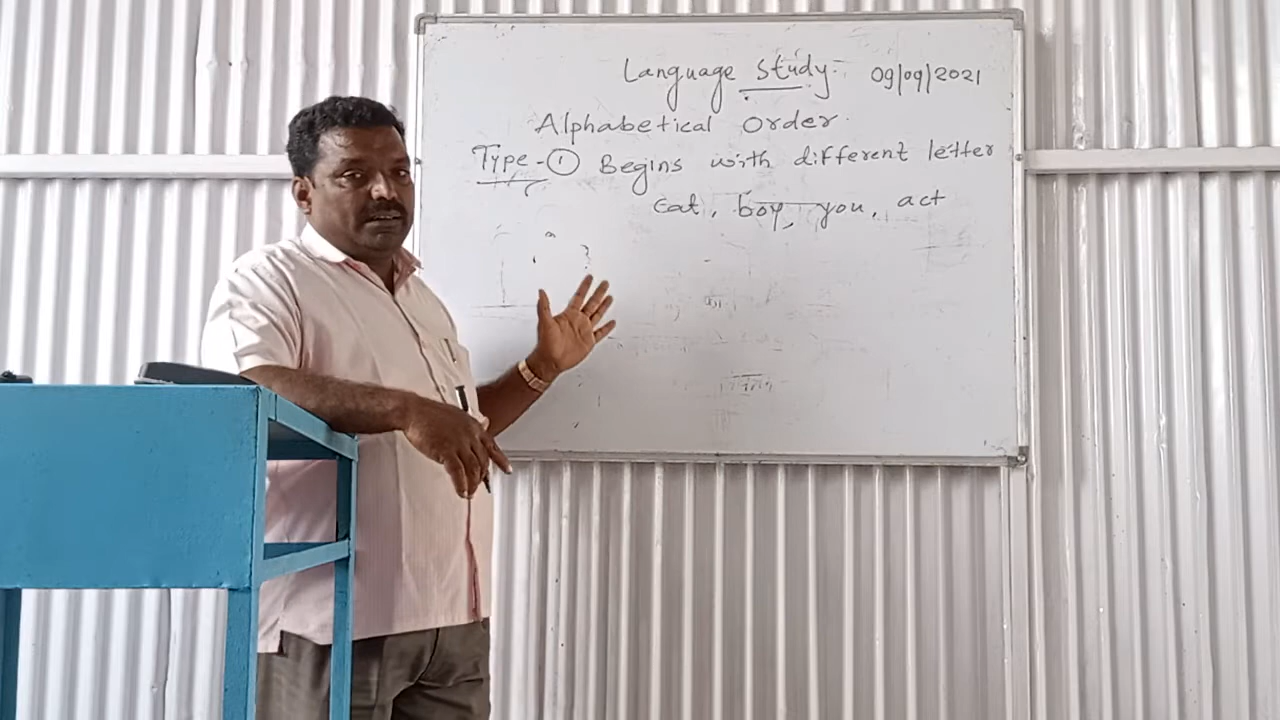 Language Study 09/09/2021
Alphabetical Order
Type - ① Begins with different letter
Cat, boy, you, act